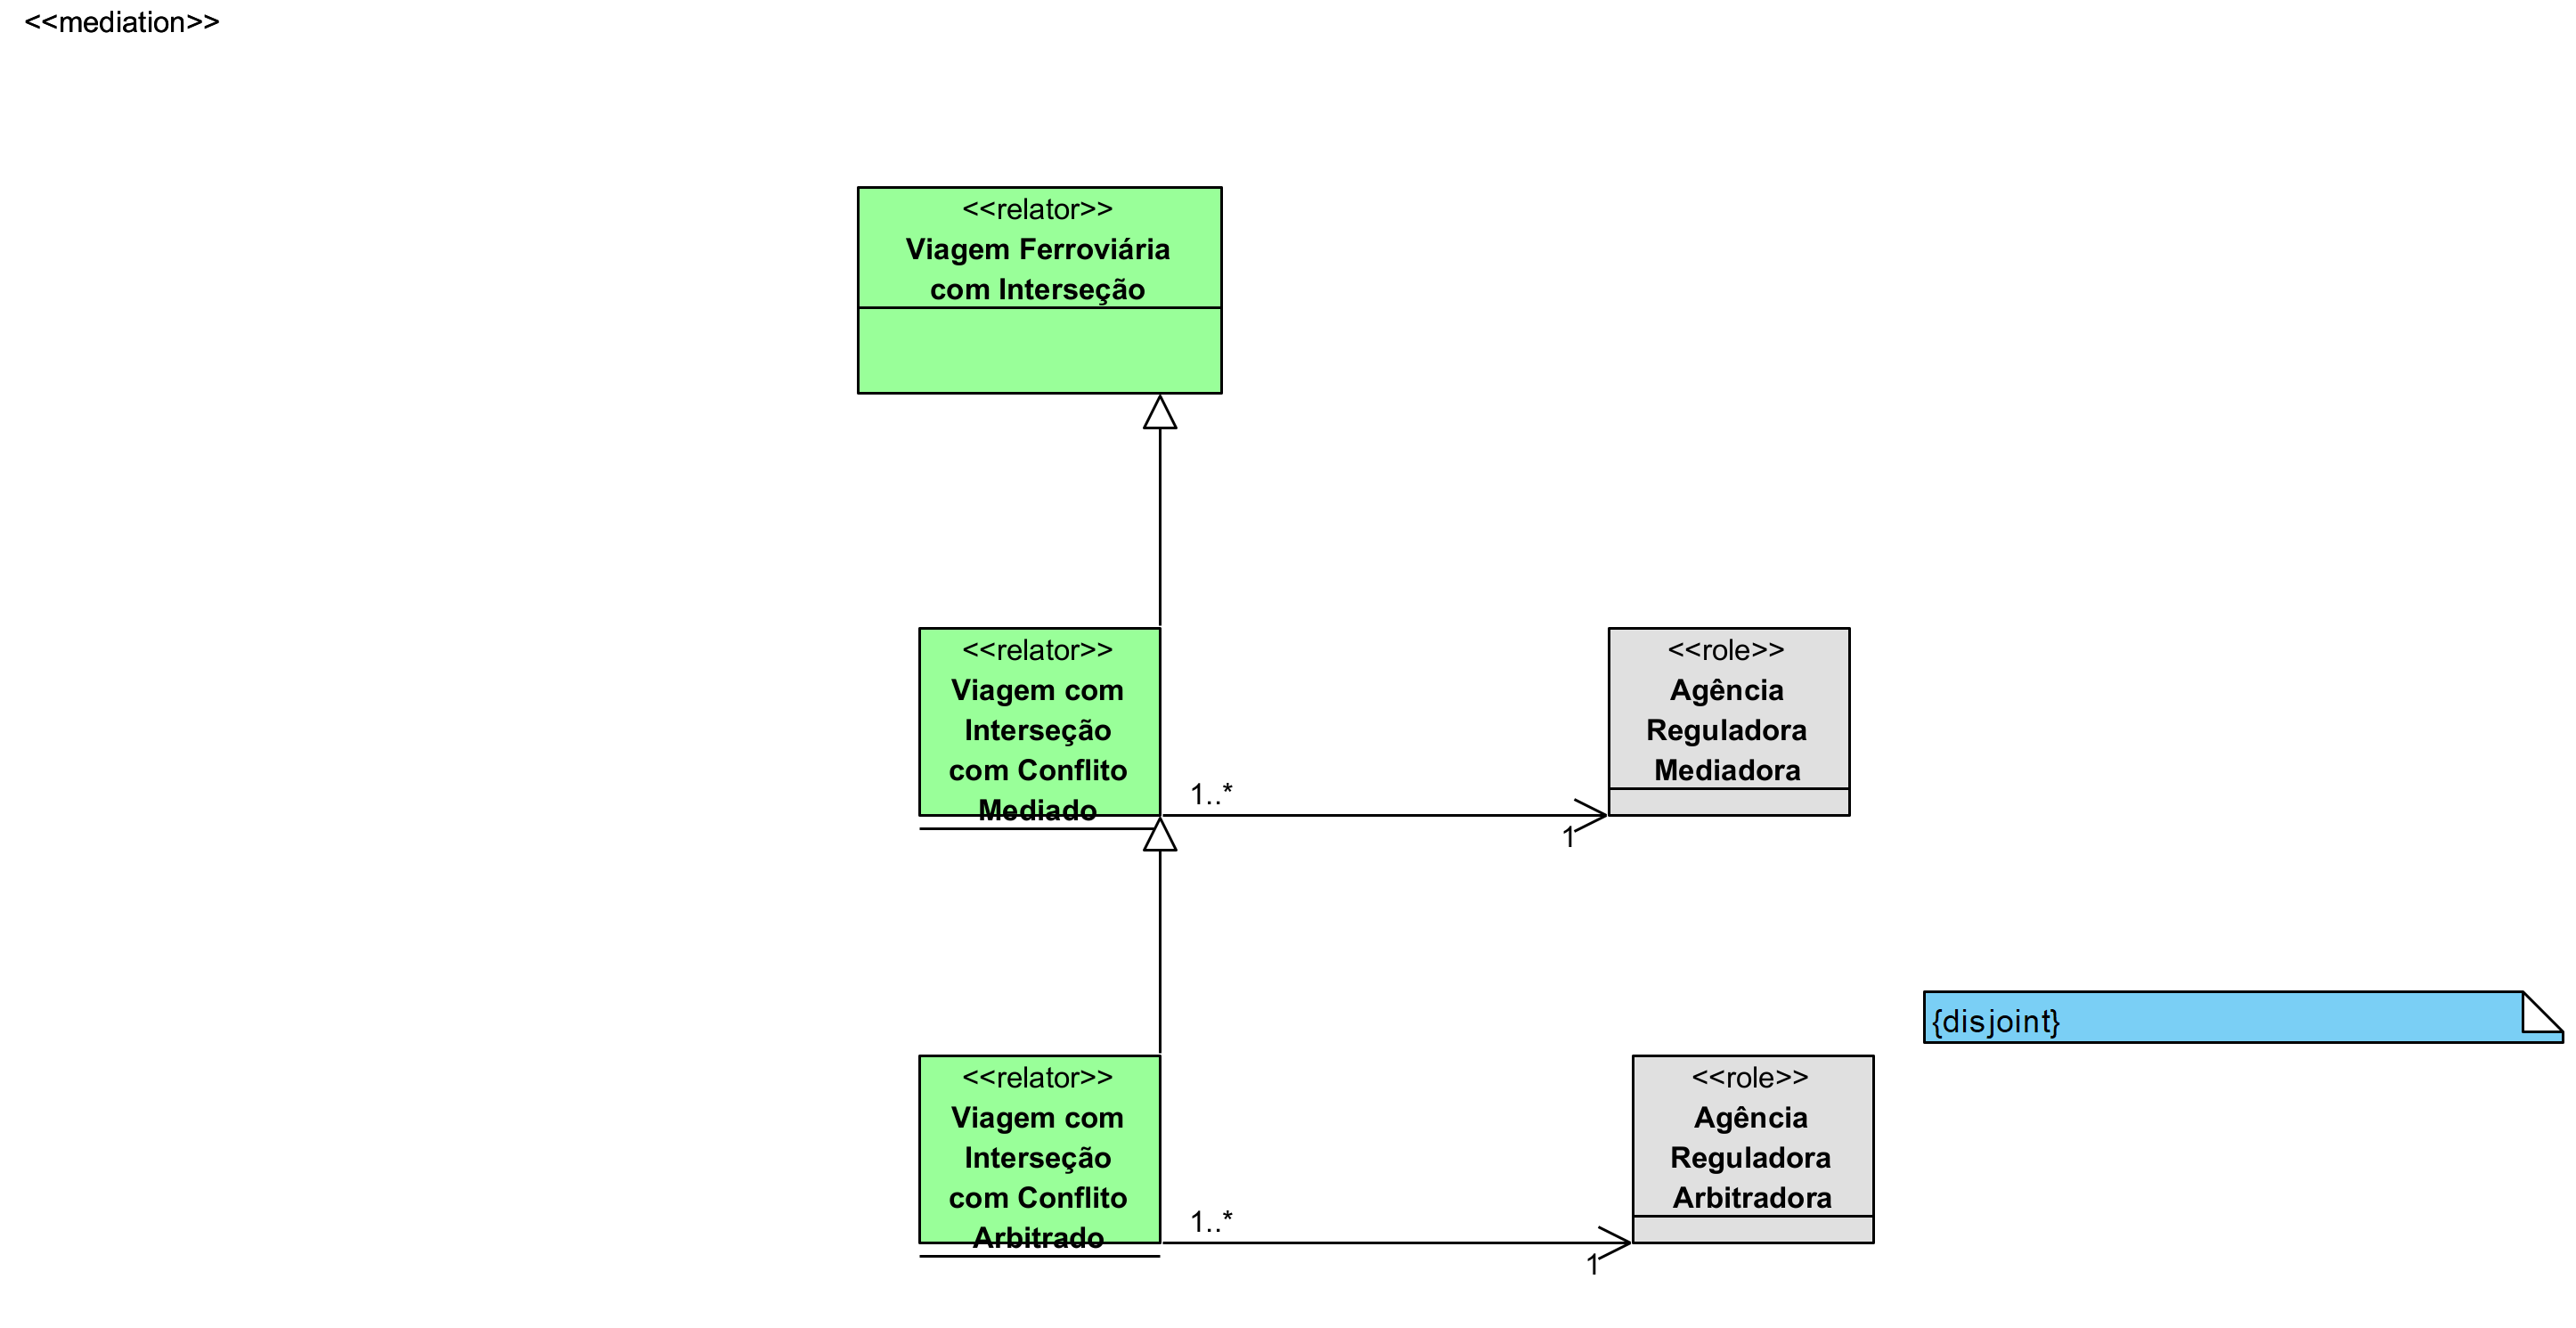 <<mediation>>
<<relator>>
Viagem Ferroviária
com Interseção
<<relator>>
Viagem com
Interseção
com Conflito
Mediado
1..*
1
<<role>>
Agência
Reguladora
Mediadora
{disjoint}
<<relator>>
Viagem com
Interseção
com Conflito
Arbitrado
1..*
1
<<role>>
Agência
Reguladora
Arbitradora